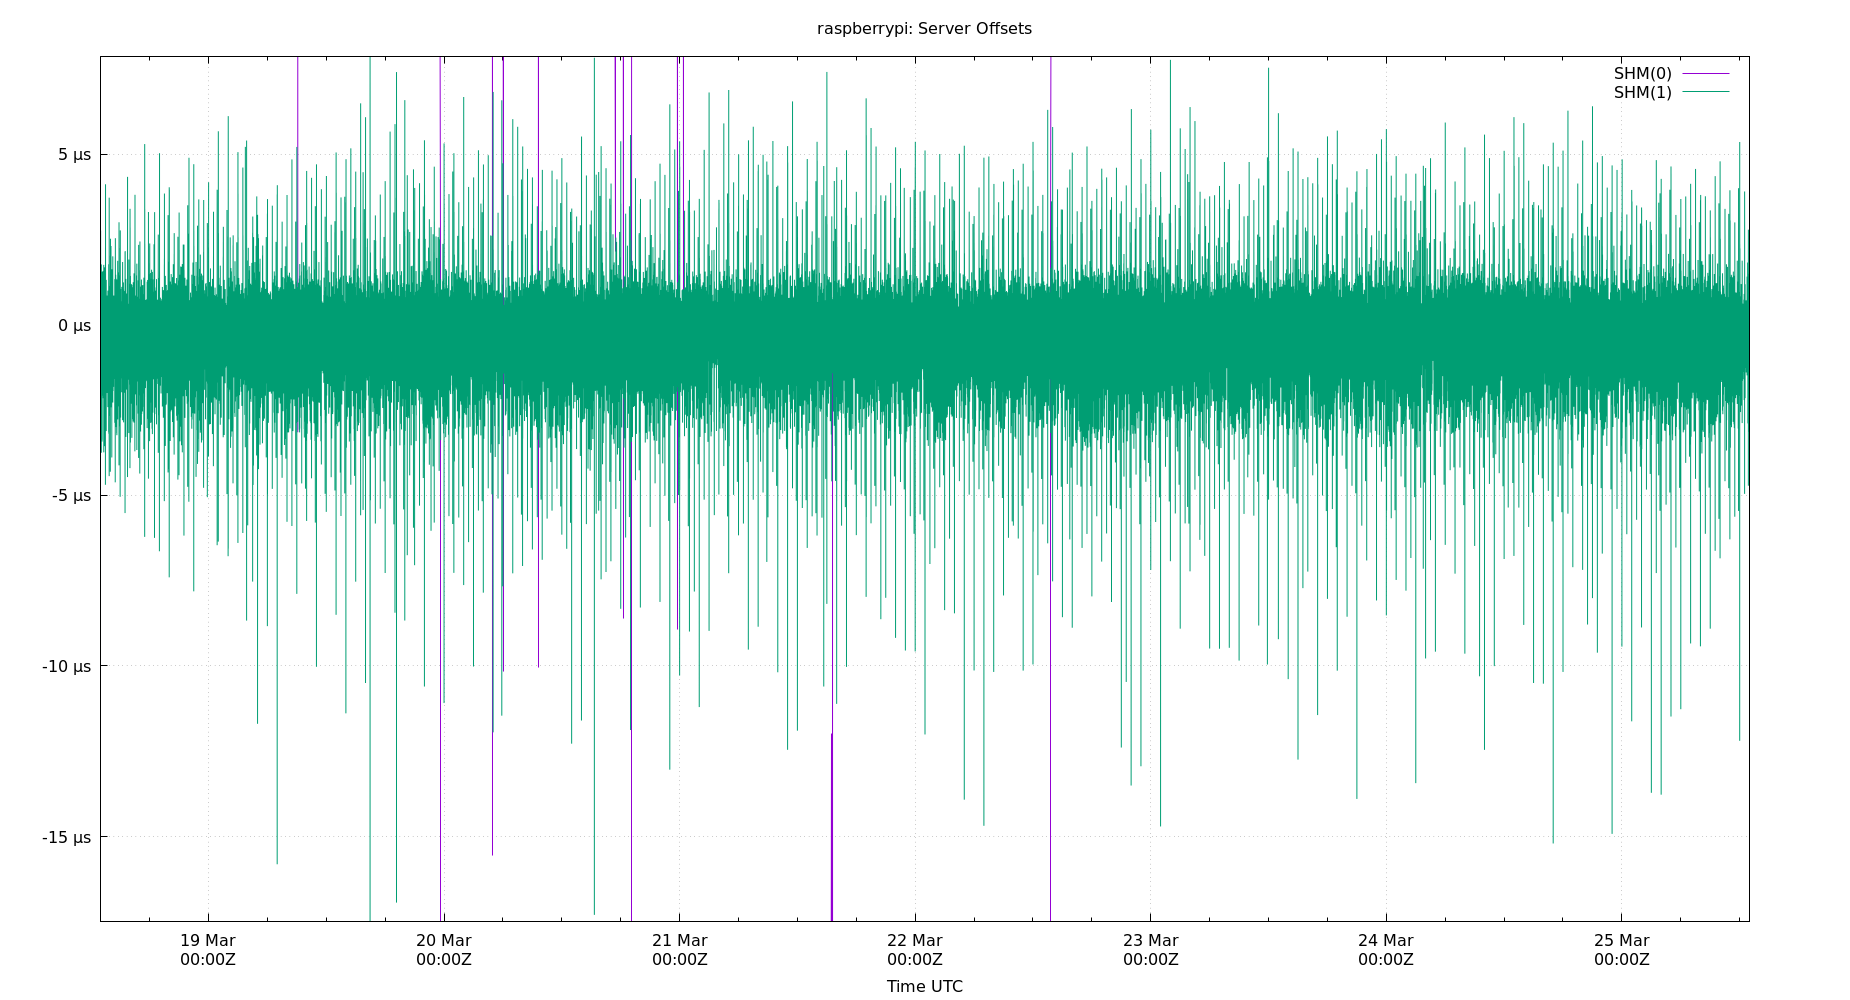 raspberrypi: Server Offsets
SHM(0)
SHM(1)
5 µs
0 µs
-5 µs
-10 µs
-15 µs
19 Mar 20 Mar 21 Mar 22 Mar 23 Mar 24 Mar 25 Mar
00:00Z 00:00Z 00:00Z 00:00Z 00:00Z 00:00Z 00:00Z
Time UTC